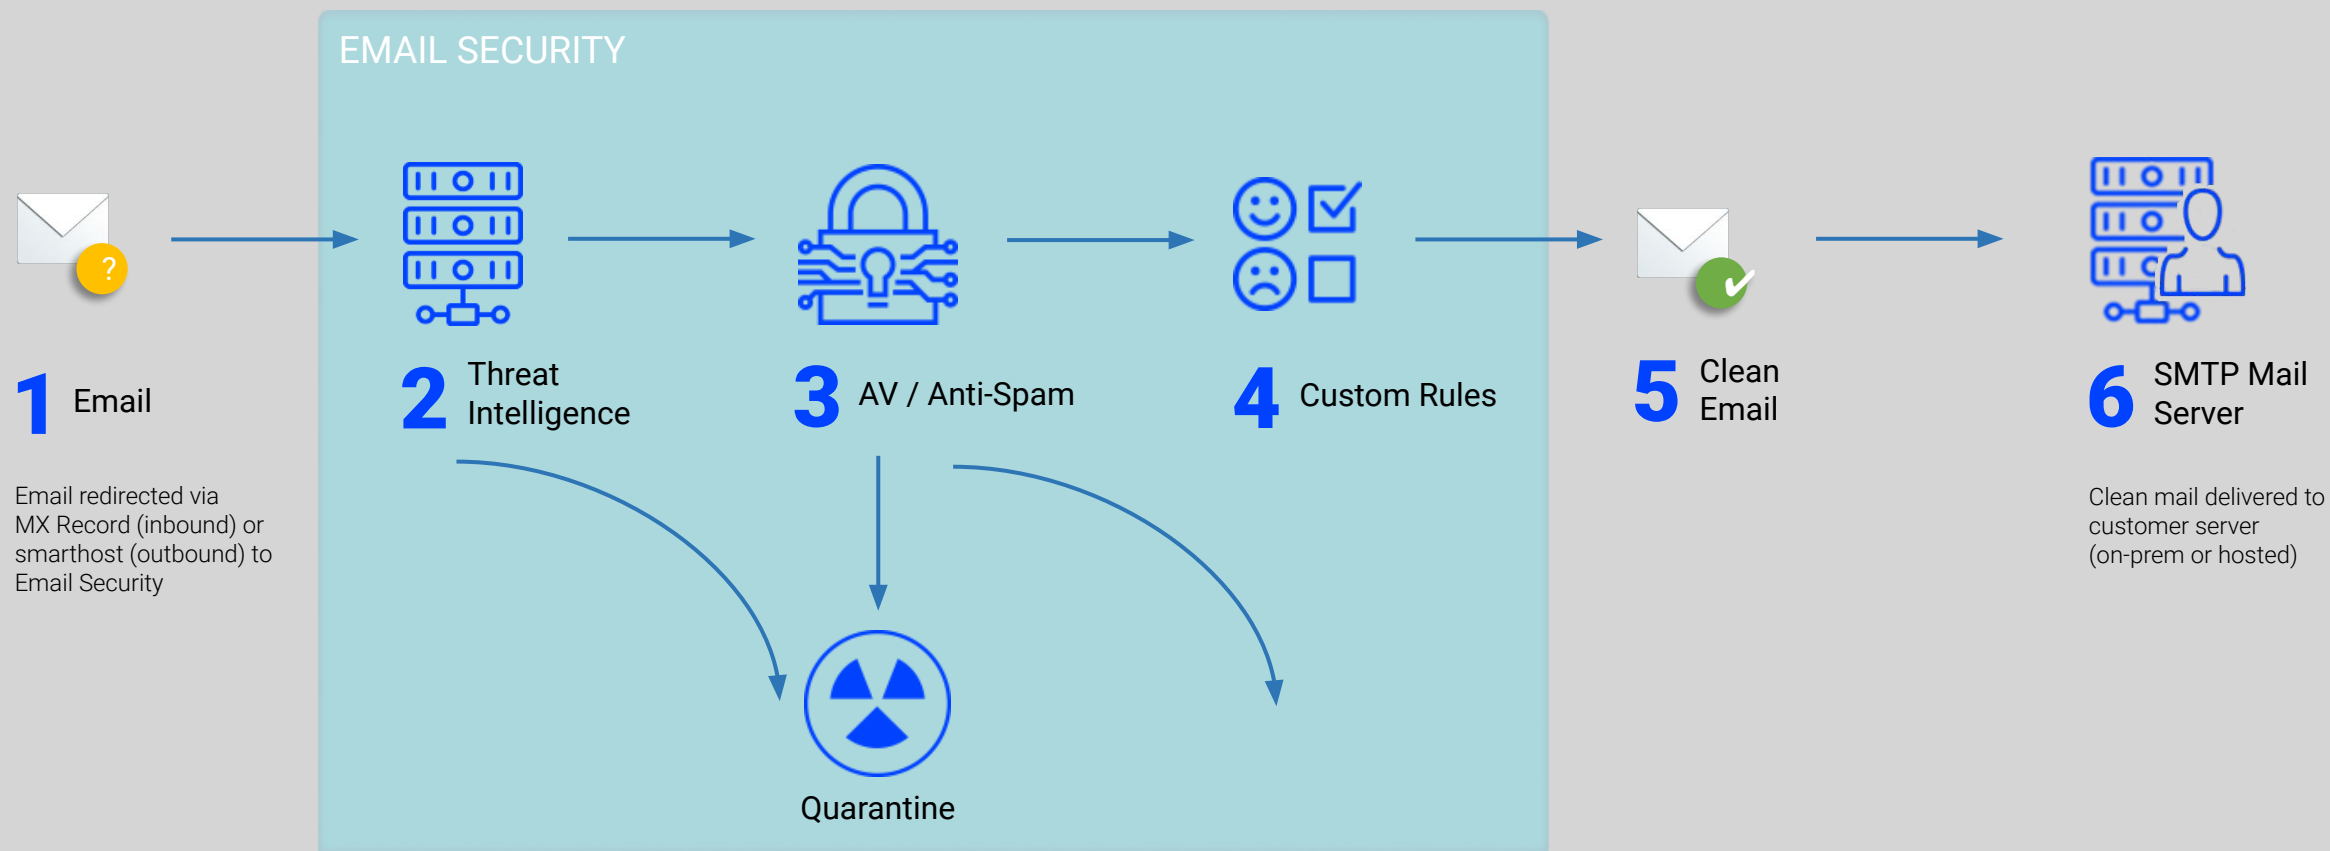 EMAIL SECURITY
?
1 Email
Email redirected via
MX Record (inbound) or
smarthost (outbound) to
Email Security
2 Threat
Intelligence
3 AV / Anti-Spam
4 Custom Rules
5 Clean
Email
6 SMTP Mail
Server
Clean mail delivered to
customer server
(on-prem or hosted)
Quarantine